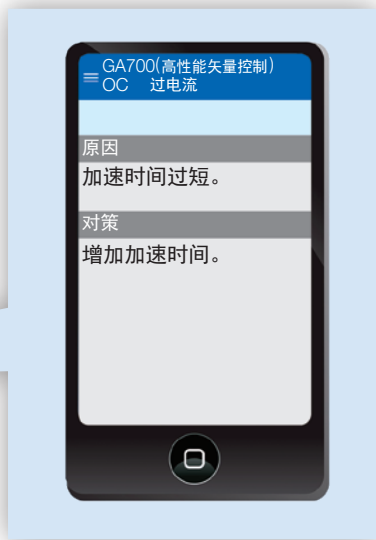 GA700(高性能矢量控制)
OC 过电流
原因
加速时间过短。
对策
增加加速时间。